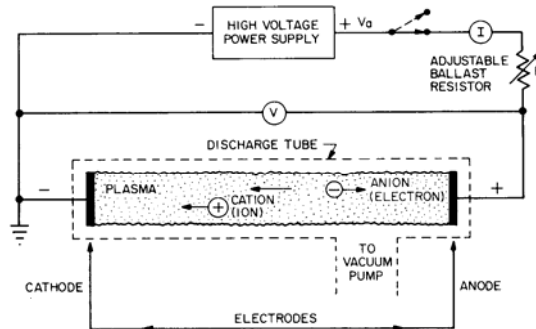 − HIGH VOLTAGE + Va
POWER SUPPLY
I
ADJUSTABLE
BALLAST
RESISTOR
V
DISCHARGE TUBE
− PLASMA − ANION +
(ELECTRON)
+ CATION
(ION)
TO
VACUUM
PUMP
CATHODE ANODE
ELECTRODES